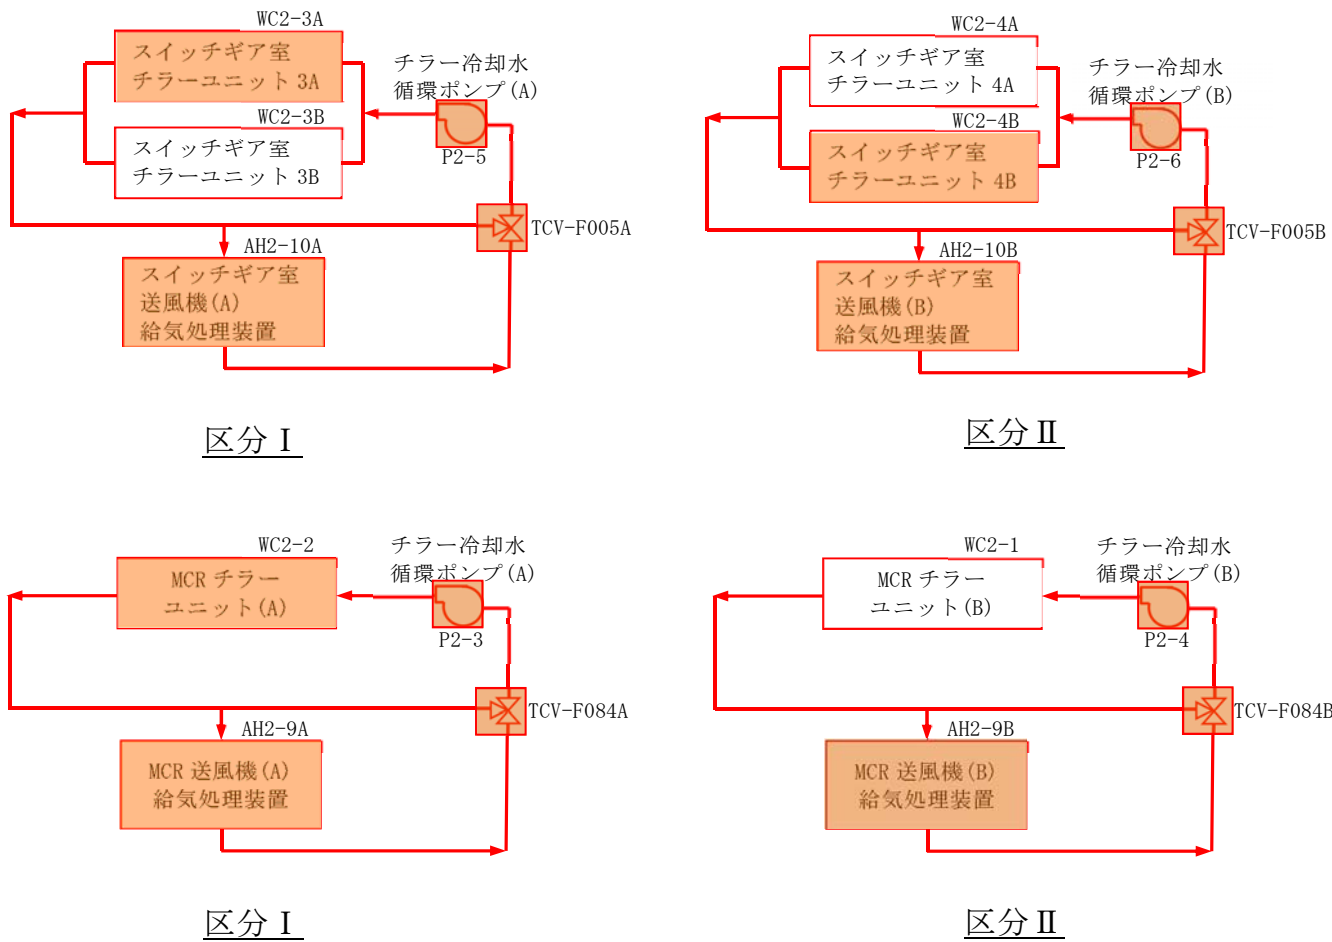 WC2-3A
スイッチギア室
チラーユニット 3A
チラー冷却水
循環ポンプ(A)
WC2-3B
スイッチギア室
チラーユニット 3B
P2-5
TCV-F005A
AH2-10A
スイッチギア室
送風機(A)
給気処理装置
区分Ⅰ
WC2-4A
スイッチギア室
チラーユニット 4A
チラー冷却水
循環ポンプ(B)
WC2-4B
スイッチギア室
チラーユニット 4B
P2-6
TCV-F005B
AH2-10B
スイッチギア室
送風機(B)
給気処理装置
区分Ⅱ
WC2-2
MCR チラー
ユニット(A)
チラー冷却水
循環ポンプ(A)
P2-3
TCV-F084A
AH2-9A
MCR 送風機(A)
給気処理装置
区分Ⅰ
WC2-1
MCR チラー
ユニット(B)
チラー冷却水
循環ポンプ(B)
P2-4
TCV-F084B
AH2-9B
MCR 送風機(B)
給気処理装置
区分Ⅱ